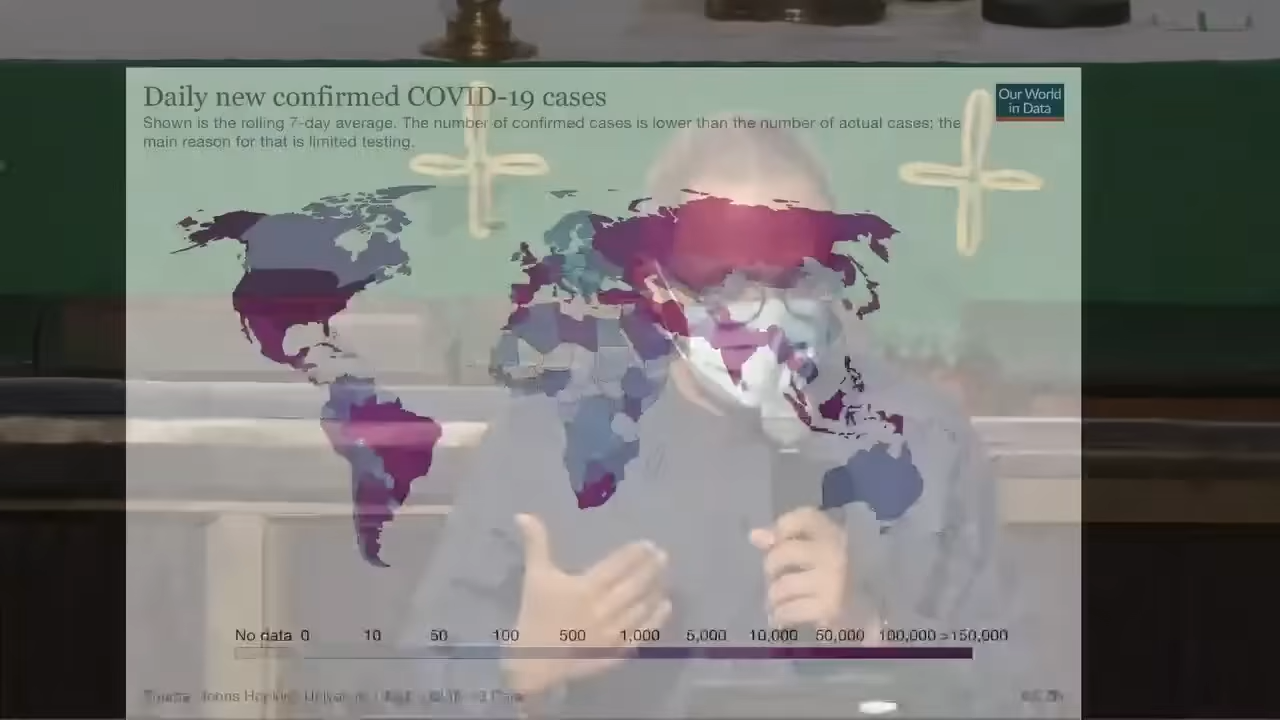 Daily new confirmed COVID-19 cases
Our World
in Data
Shown is the rolling 7-day average. The number of confirmed cases is lower than the number of actual cases; the
main reason for that is limited testing.
No data 0 10 50 100 500 1,000 5,000 10,000 50,000 100,000 >150,000
Johns Hopkins